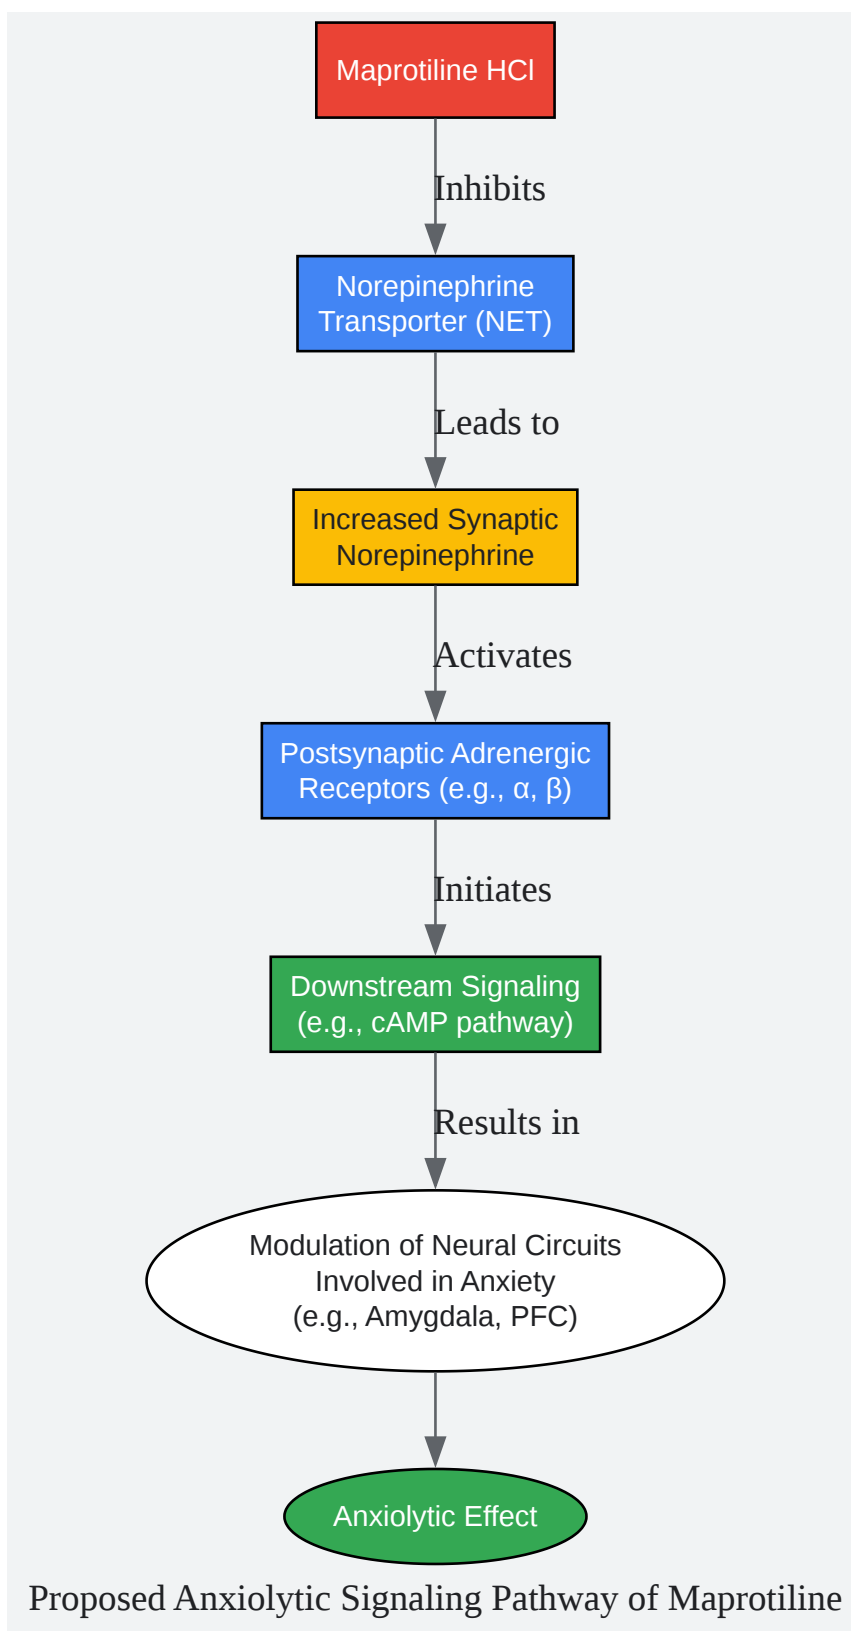 Maprotiline HCl
Inhibits
Norepinephrine
Transporter (NET)
Leads to
Increased Synaptic
Norepinephrine
Activates
Postsynaptic Adrenergic
Receptors (e.g., α, β)
Initiates
Downstream Signaling
(e.g., cAMP pathway)
Results in
Modulation of Neural Circuits
Involved in Anxiety
(e.g., Amygdala, PFC)
Anxiolytic Effect
Proposed Anxiolytic Signaling Pathway of Maprotiline